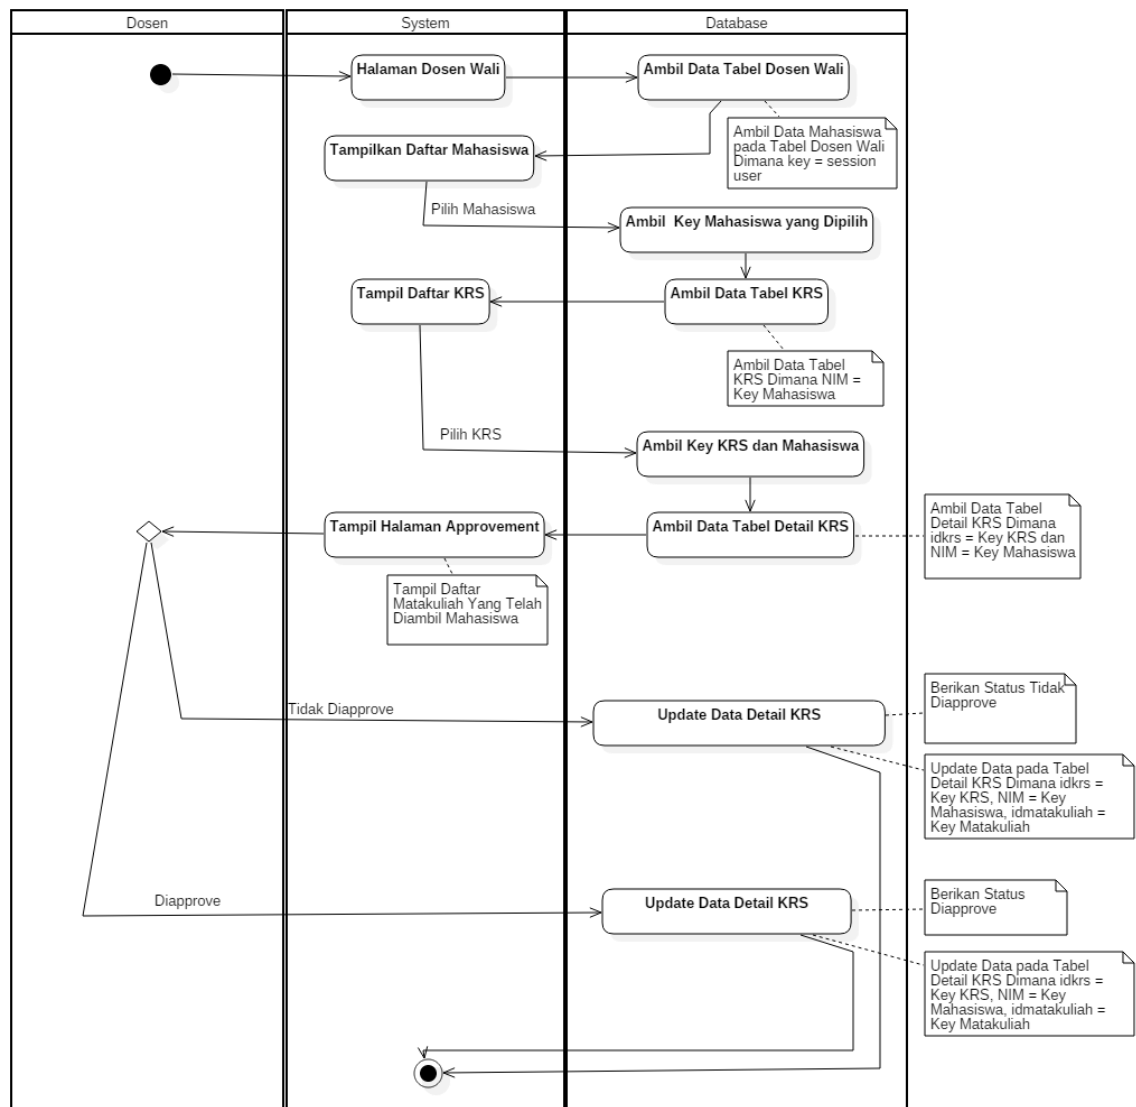 Dosen
System
Database
Halaman Dosen Wali
Ambil Data Tabel Dosen Wali
Ambil Data Mahasiswa
pada Tabel Dosen Wali
Dimana key = session
user
Tampilkan Daftar Mahasiswa
Pilih Mahasiswa
Ambil  Key Mahasiswa yang Dipilih
Tampil Daftar KRS
Ambil Data Tabel KRS
Ambil Data Tabel
KRS Dimana NIM =
Key Mahasiswa
Pilih KRS
Ambil Key KRS dan Mahasiswa
Tampil Halaman Approvement
Ambil Data Tabel Detail KRS
Ambil Data Tabel
Detail KRS Dimana
idkrs = Key KRS dan
NIM = Key Mahasiswa
Tampil Daftar
Matakuliah Yang Telah
Diambil Mahasiswa
Tidak Diapprove
Update Data Detail KRS
Berikan Status Tidak
Diapprove
Update Data pada Tabel
Detail KRS Dimana idkrs =
Key KRS, NIM = Key
Mahasiswa, idmatakuliah =
Key Matakuliah
Diapprove
Update Data Detail KRS
Berikan Status
Diapprove
Update Data pada Tabel
Detail KRS Dimana idkrs =
Key KRS, NIM = Key
Mahasiswa, idmatakuliah =
Key Matakuliah